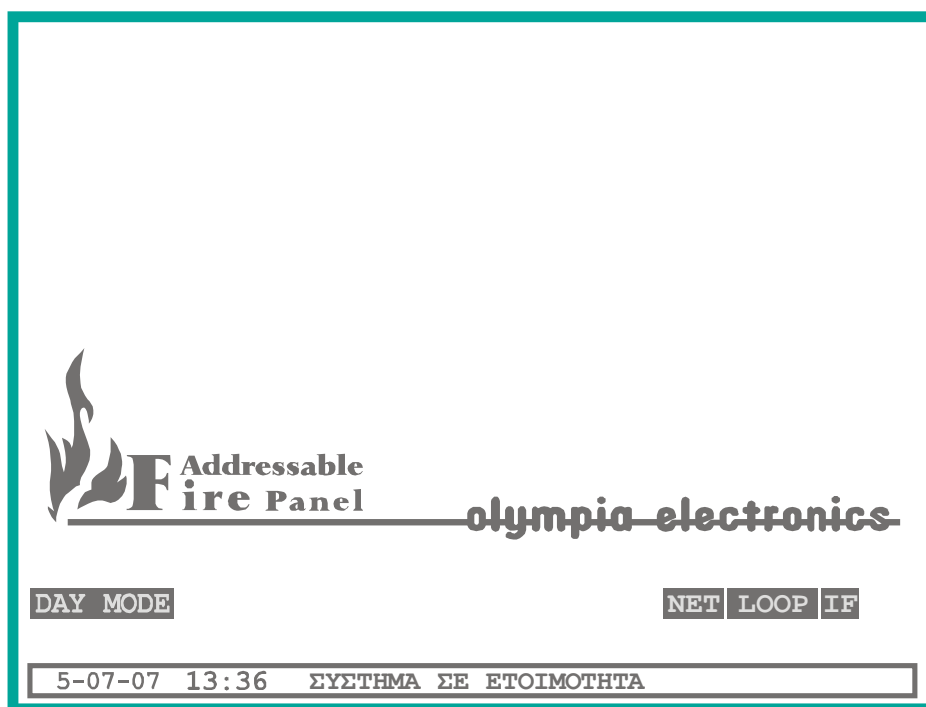 Addressable
Fire Panel
olympia electronics
DAY MODE
NET LOOP IF
5-07-07 13:36 ΣΥΣΤΗΜΑ ΣΕ ΕΤΟΙΜΟΤΗΤΑ